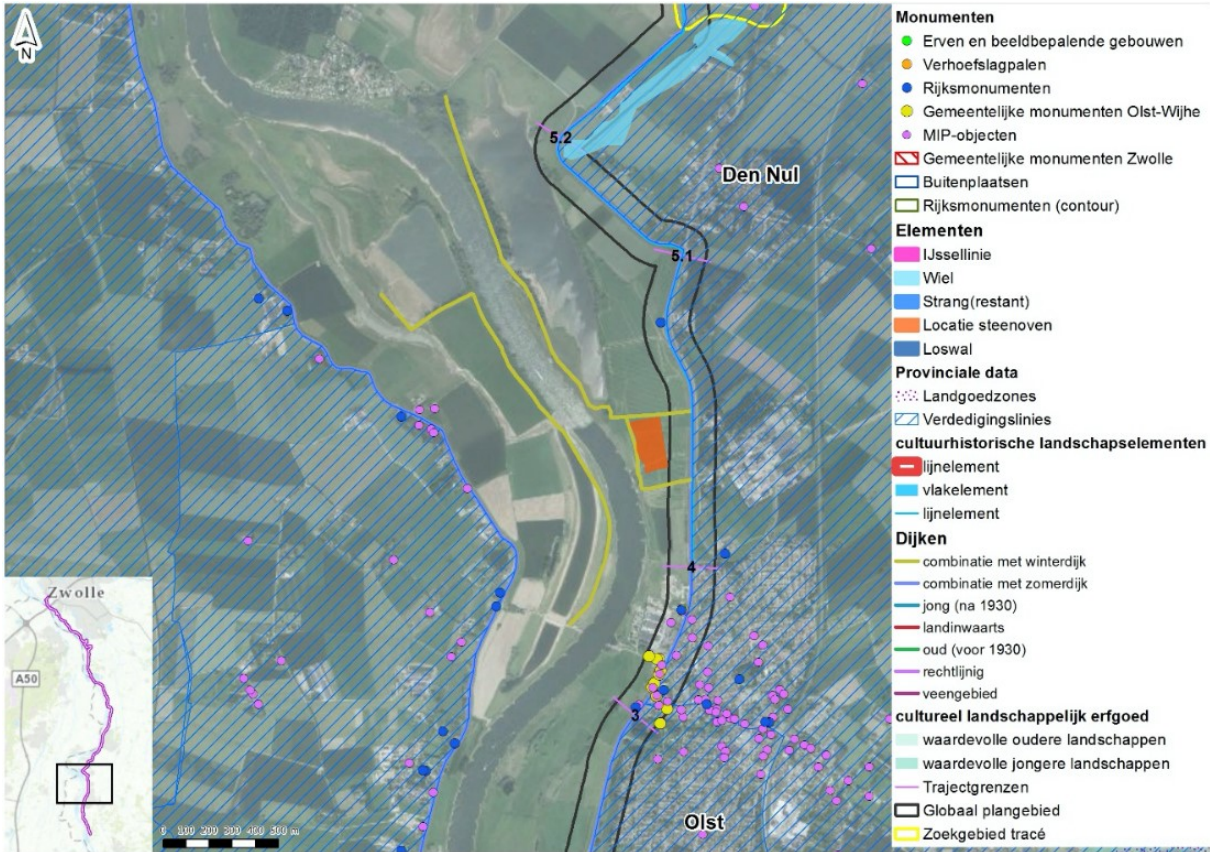 N
5.2
Den Nul
5.1
4
3
Olst
Zwolle
A50
0 100 200 300 400 500 m
Monumenten
Erven en beeldbepalende gebouwen
Verhoefslagpalen
Rijksmonumenten
Gemeentelijke monumenten Olst-Wijhe
MIP-objecten
Gemeentelijke monumenten Zwolle
Buitenplaatsen
Rijksmonumenten (contour)
Elementen
IJssellinie
Wiel
Strang(restant)
Locatie steenoven
Loswal
Provinciale data
Landgoedzones
Verdedigingslinies
cultuurhistorische landschapselementen
lijnelement
vlakelement
lijnelement
Dijken
combinatie met winterdijk
combinatie met zomerdijk
jong (na 1930)
landinwaarts
oud (voor 1930)
rechtlijnig
veengebied
cultureel landschappelijk erfgoed
waardevolle oudere landschappen
waardevolle jongere landschappen
Trajectgrenzen
Globaal plangebied
Zoekgebied tracé